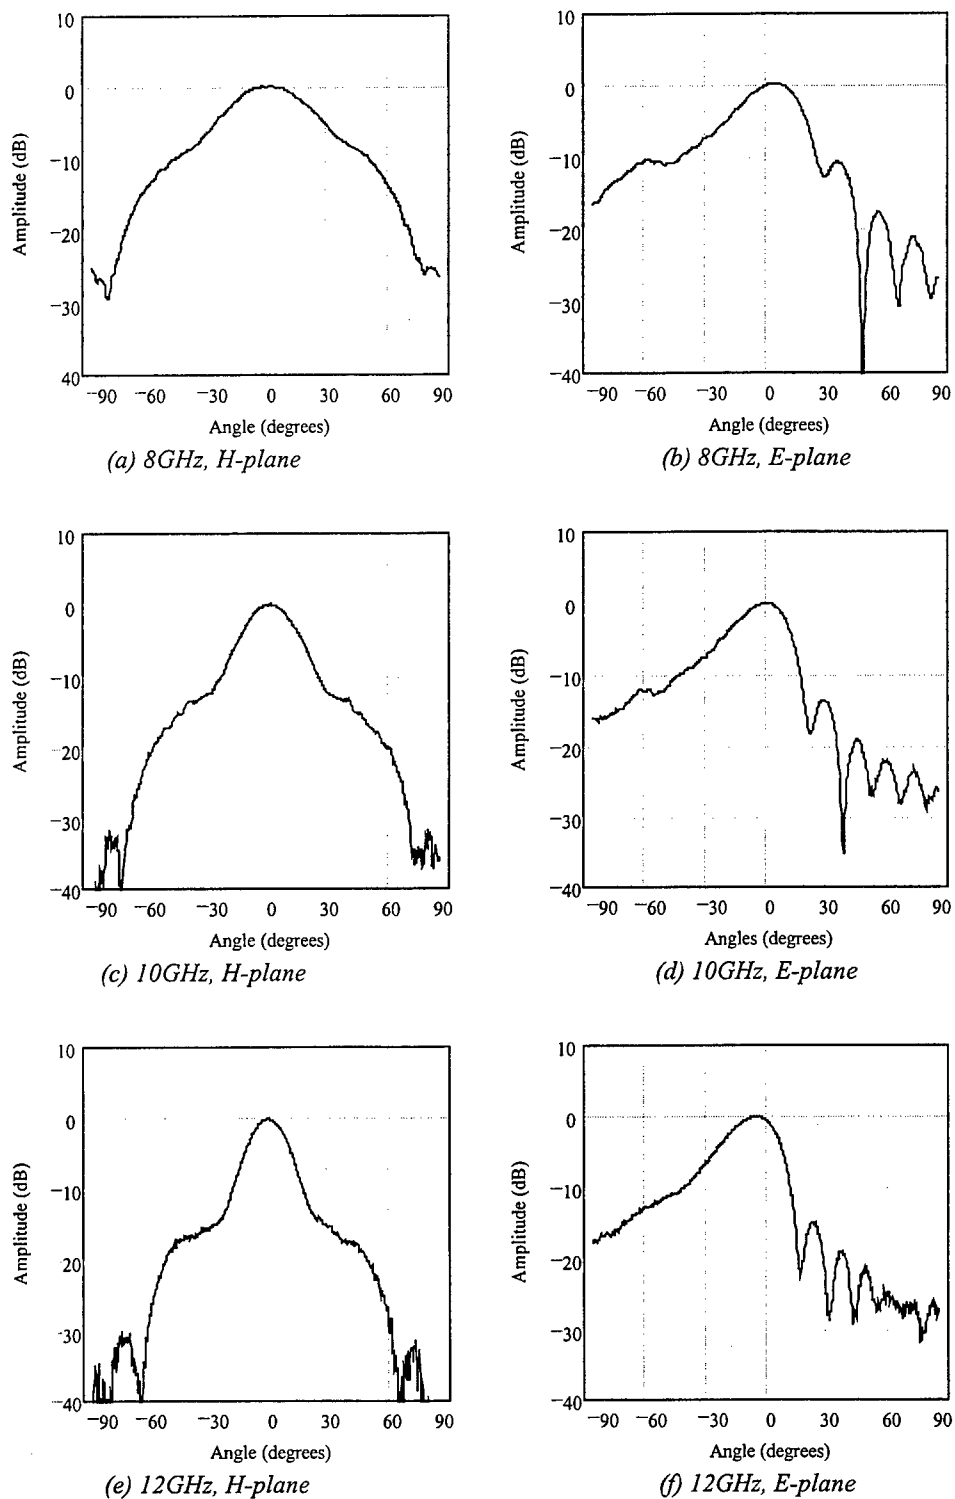 10
0
−10
−20
−30
40
Amplitude (dB)
−90 −60 −30 0 30 60 90
Angle (degrees)
(a) 8GHz, H-plane
10
0
−10
−20
−30
−40
Amplitude (dB)
−90 −60 −30 0 30 60 90
Angle (degrees)
(b) 8GHz, E-plane
10
0
−10
−20
−30
−40
Amplitude (dB)
−90 −60 −30 0 30 60 90
Angle (degrees)
(c) 10GHz, H-plane
10
0
−10
−20
−30
−40
Amplitude (dB)
−90 −60 −30 0 30 60 90
Angles (degrees)
(d) 10GHz, E-plane
10
0
−10
20
−30
−40
Amplitude (dB)
−90 −60 −30 0 30 60 90
Angle (degrees)
(e) 12GHz, H-plane
10
0
−10
−20
−30
−40
Amplitude (dB)
−90 −60 −30 0 30 60 90
Angle (degrees)
(f) 12GHz, E-plane